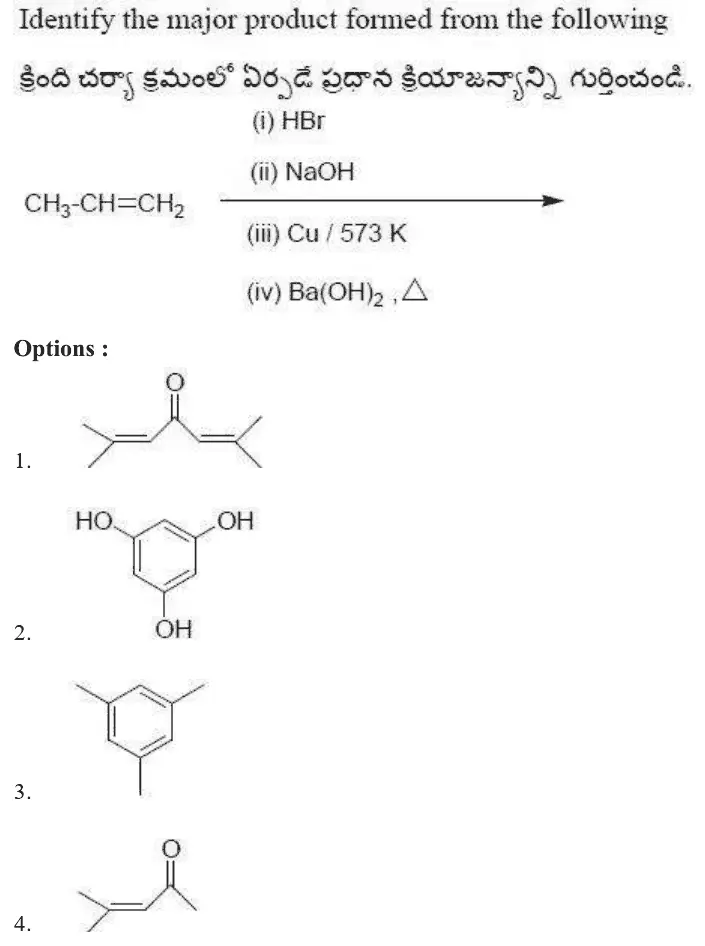 Identify the major product formed from the following
క్రింది చర్యా క్రమంలో ఏర్పడే ప్రధాన క్రియాజన్యాన్ని గుర్తించండి.
(i) HBr
(ii) NaOH
CH₃-CH=CH₂
(iii) Cu / 573 K
(iv) Ba(OH)₂ , △
Options :
O
1.
HO OH
OH
2.
3.
O
4.